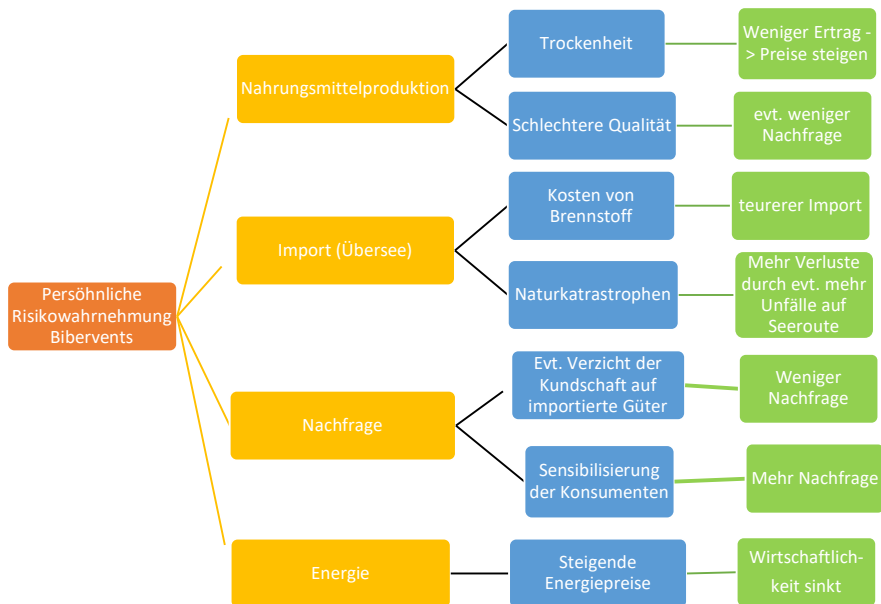 Persöhnliche
Risikowahrnehmung
Bibervents
Nahrungsmittelproduktion
Trockenheit
Weniger Ertrag -
> Preise steigen
Schlechtere Qualität
evt. weniger
Nachfrage
Import (Übersee)
Kosten von
Brennstoff
teurerer Import
Naturkatrastrophen
Mehr Verluste
durch evt. mehr
Unfälle auf
Seeroute
Nachfrage
Evt. Verzicht der
Kundschaft auf
importierte Güter
Weniger
Nachfrage
Sensibilisierung
der Konsumenten
Mehr Nachfrage
Energie
Steigende
Energiepreise
Wirtschaftlich-
keit sinkt